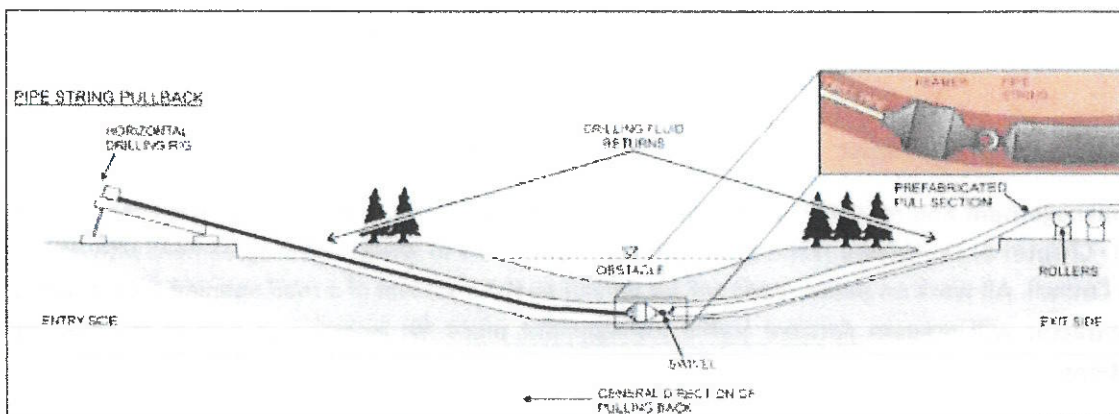 REAMER
PIPE
STRING
PIPE STRING PULLBACK
HORIZONTAL
DRILLING RIG
DRILLING FLUID
RETURNS
PREFABRICATED
PULL SECTION
OBSTACLE
ROLLERS
ENTRY SIDE
EXIT SIDE
SWIVEL
GENERAL DIRECTION OF
PULLING BACK